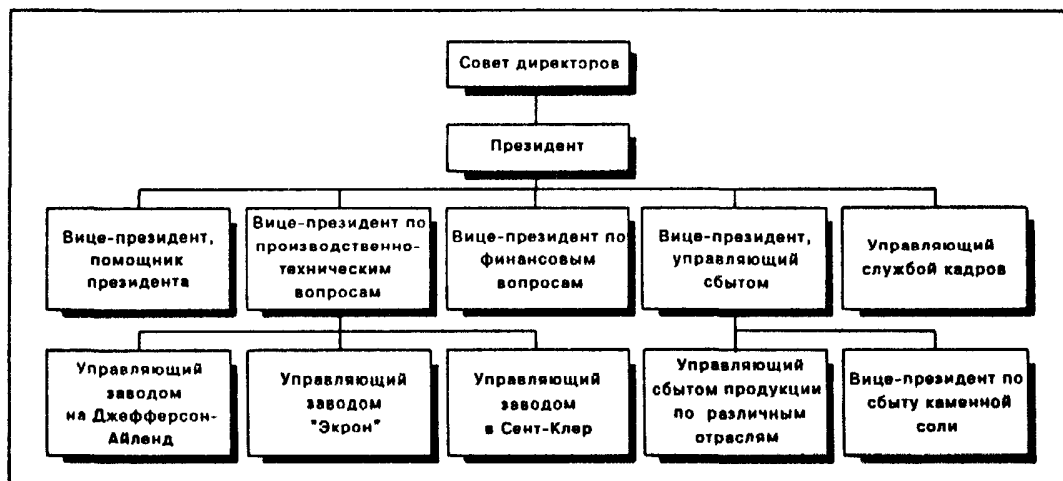 Совет директоров
Президент
Вице-президент,
помощник
президента
Вице-президент по
производственно-
техническим
вопросам
Вице-президент по
финансовым
вопросам
Вице-президент,
управляющий
сбытом
Управляющий
службой кадров
Управляющий
заводом
на Джефферсон-
Айленд
Управляющий
заводом
"Экрон"
Управляющий
заводом
в Сент-Клер
Управляющий
сбытом продукции
по различным
отраслям
Вице-президент по
сбыту каменной
соли